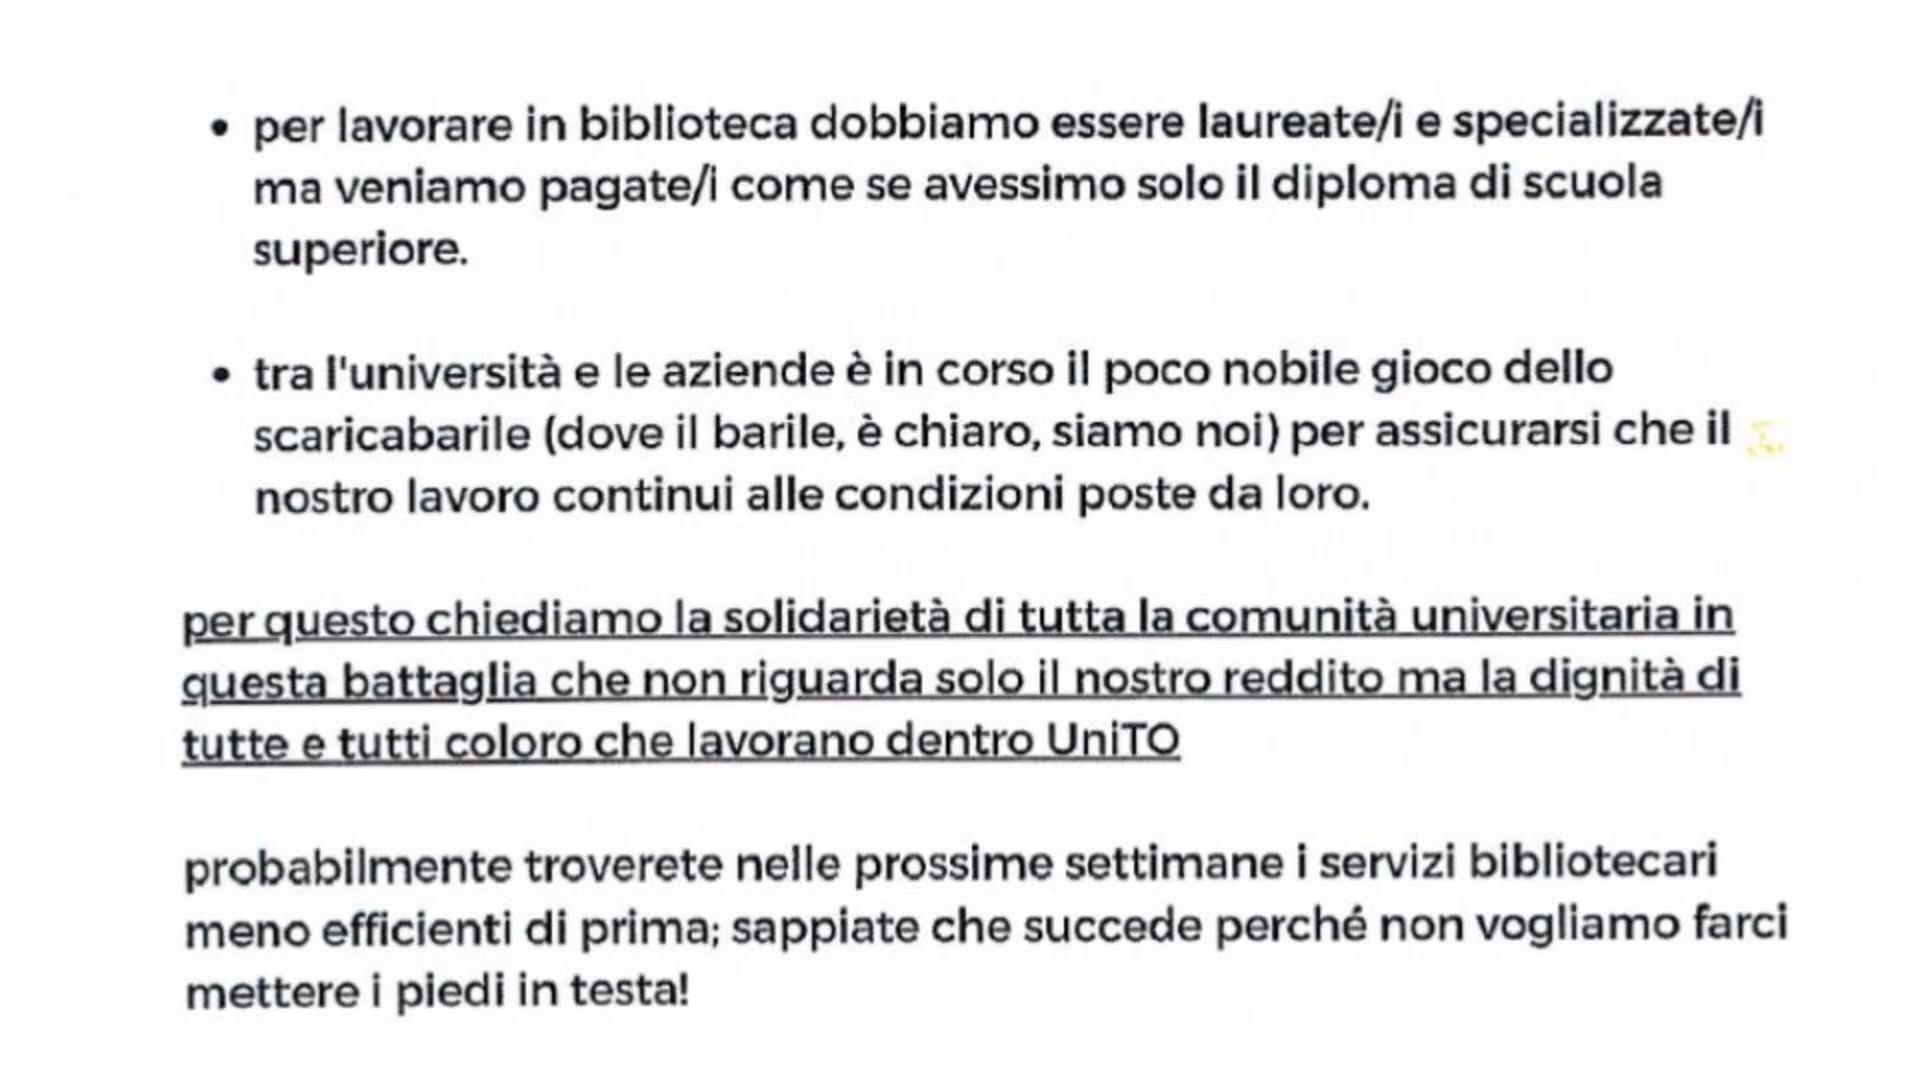 • per lavorare in biblioteca dobbiamo essere laureate/i e specializzate/i
ma veniamo pagate/i come se avessimo solo il diploma di scuola
superiore.
• tra l'università e le aziende è in corso il poco nobile gioco dello
scaricabarile (dove il barile, è chiaro, siamo noi) per assicurarsi che il
nostro lavoro continui alle condizioni poste da loro.
per questo chiediamo la solidarietà di tutta la comunità universitaria in
questa battaglia che non riguarda solo il nostro reddito ma la dignità di
tutte e tutti coloro che lavorano dentro UniTO
probabilmente troverete nelle prossime settimane i servizi bibliotecari
meno efficienti di prima; sappiate che succede perché non vogliamo farci
mettere i piedi in testa!